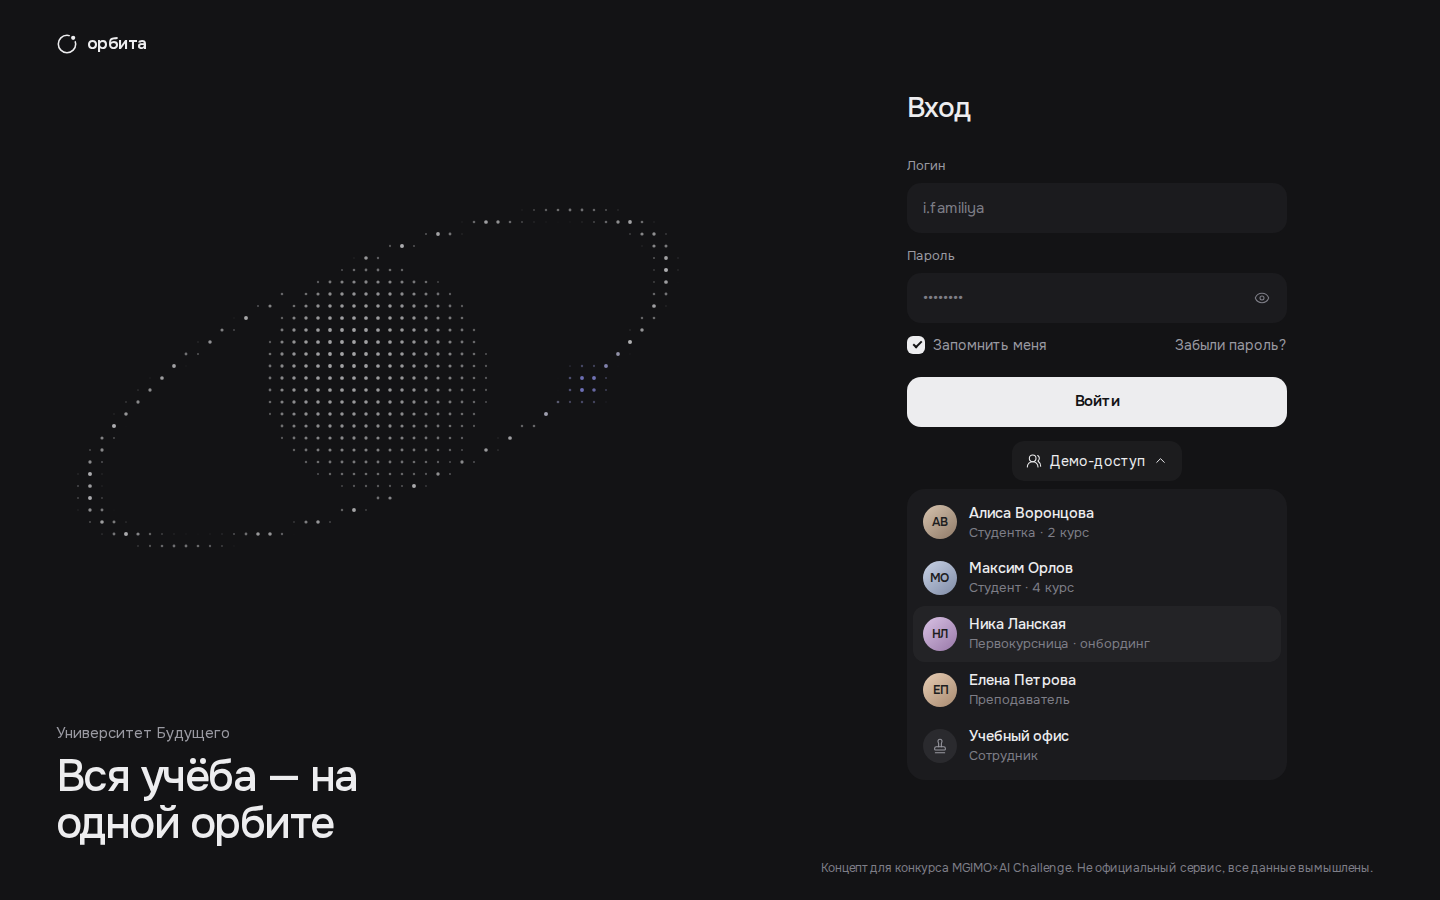 орбита
Вход
Логин
i.familiya
Пароль
••••••••
Запомнить меня
Забыли пароль?
Войти
Демо-доступ
АВ
Алиса Воронцова
Студентка · 2 курс
МО
Максим Орлов
Студент · 4 курс
НЛ
Ника Ланская
Первокурсница · онбординг
ЕП
Елена Петрова
Преподаватель
Учебный офис
Сотрудник
Университет Будущего
Вся учёба — на
одной орбите
Концепт для конкурса MGIMO×AI Challenge. Не официальный сервис, все данные вымышлены.